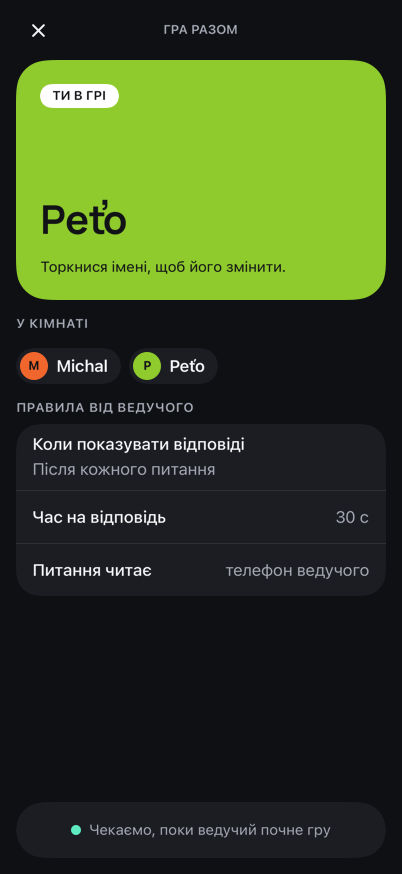 ГРА РАЗОМ
ТИ В ГРІ
Peťo
Торкнися імені, щоб його змінити.
У КІМНАТІ
M Michal P Peťo
ПРАВИЛА ВІД ВЕДУЧОГО
Коли показувати відповіді
Після кожного питання
Час на відповідь 30 с
Питання читає телефон ведучого
Чекаємо, поки ведучий почне гру